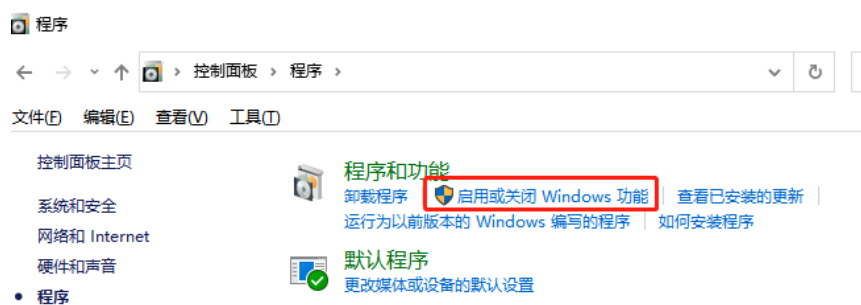 程序
控制面板 › 程序 ›
文件(F) 编辑(E) 查看(V) 工具(T)
控制面板主页
系统和安全
网络和 Internet
硬件和声音
程序
程序和功能
卸载程序 启用或关闭 Windows 功能 查看已安装的更新
运行为以前版本的 Windows 编写的程序 如何安装程序
默认程序
更改媒体或设备的默认设置